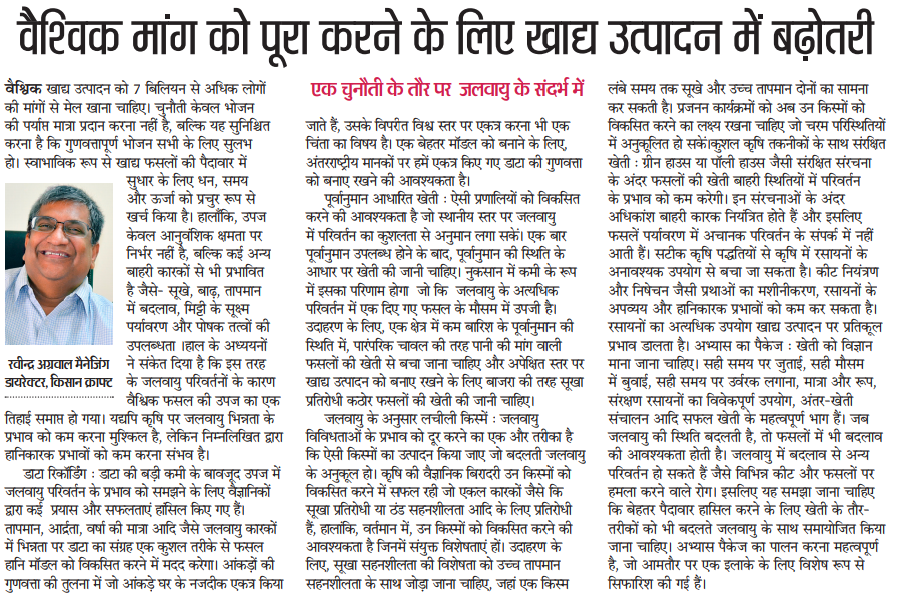 वैश्विक मांग को पूरा करने के लिए खाद्य उत्पादन में बढ़ोतरी
वैश्विक खाद्य उत्पादन को 7 बिलियन से अधिक लोगों
की मांगों से मेल खाना चाहिए। चुनौती केवल भोजन
की पर्याप्त मात्रा प्रदान करना नहीं है, बल्कि यह सुनिश्चित
करना है कि गुणवत्तापूर्ण भोजन सभी के लिए सुलभ
हो। स्वाभाविक रूप से खाद्य फसलों की पैदावार में
सुधार के लिए धन, समय
और ऊर्जा को प्रचुर रूप से
खर्च किया है। हालाँकि, उपज
केवल आनुवंशिक क्षमता पर
निर्भर नहीं है, बल्कि कई अन्य
बाहरी कारकों से भी प्रभावित
है जैसे- सूखे, बाढ़, तापमान
में बदलाव, मिट्टी के सूक्ष्म
पर्यावरण और पोषक तत्वों की
उपलब्धता ।हाल के अध्ययनों
ने संकेत दिया है कि इस तरह
के जलवायु परिवर्तनों के कारण
वैश्विक फसल की उपज का एक
रवीन्द्र अग्रवाल मैनेजिंग
डायरेक्टर, किसान क्राफ्ट
तिहाई समाप्त हो गया। यद्यपि कृषि पर जलवायु भिन्नता के
प्रभाव को कम करना मुश्किल है, लेकिन निम्नलिखित द्वारा
हानिकारक प्रभावों को कम करना संभव है।
डाटा रिकॉर्डिंग : डाटा की बड़ी कमी के बावजूद उपज में
जलवायु परिवर्तन के प्रभाव को समझने के लिए वैज्ञानिकों
द्वारा कई प्रयास और सफलताएं हासिल किए गए हैं।
तापमान, आर्द्रता, वर्षा की मात्रा आदि जैसे जलवायु कारकों
में भिन्नता पर डाटा का संग्रह एक कुशल तरीके से फसल
हानि मॉडल को विकसित करने में मदद करेगा। आंकड़ों की
गुणवत्ता की तुलना में जो आंकड़े घर के नजदीक एकत्र किया
एक चुनौती के तौर पर जलवायु के संदर्भ में
जाते हैं, उसके विपरीत विश्व स्तर पर एकत्र करना भी एक
चिंता का विषय है। एक बेहतर मॉडल को बनाने के लिए,
अंतरराष्ट्रीय मानकों पर हमें एकत्र किए गए डाटा की गुणवत्ता
को बनाए रखने की आवश्यकता है।
पूर्वानुमान आधारित खेती : ऐसी प्रणालियों को विकसित
करने की आवश्यकता है जो स्थानीय स्तर पर जलवायु
में परिवर्तन का कुशलता से अनुमान लगा सकें। एक बार
पूर्वानुमान उपलब्ध होने के बाद, पूर्वानुमान की स्थिति के
आधार पर खेती की जानी चाहिए। नुकसान में कमी के रूप
में इसका परिणाम होगा जो कि जलवायु के अत्यधिक
परिवर्तन में एक दिए गए फसल के मौसम में उपजी है।
उदाहरण के लिए, एक क्षेत्र में कम बारिश के पूर्वानुमान की
स्थिति में, पारंपरिक चावल की तरह पानी की मांग वाली
फसलों की खेती से बचा जाना चाहिए और अपेक्षित स्तर पर
खाद्य उत्पादन को बनाए रखने के लिए बाजरा की तरह सूखा
प्रतिरोधी कठोर फसलों की खेती की जानी चाहिए।
जलवायु के अनुसार लचीली किस्में : जलवायु
विविधताओं के प्रभाव को दूर करने का एक और तरीका है
कि ऐसी किस्मों का उत्पादन किया जाए जो बदलती जलवायु
के अनुकूल हो। कृषि की वैज्ञानिक बिरादरी उन किस्मों को
विकसित करने में सफल रही जो एकल कारकों जैसे कि
सूखा प्रतिरोधी या ठंड सहनशीलता आदि के लिए प्रतिरोधी
हैं, हालांकि, वर्तमान में, उन किस्मों को विकसित करने की
आवश्यकता है जिनमें संयुक्त विशेषताएं हों। उदाहरण के
लिए, सूखा सहनशीलता की विशेषता को उच्च तापमान
सहनशीलता के साथ जोड़ा जाना चाहिए, जहां एक किस्म
लंबे समय तक सूखे और उच्च तापमान दोनों का सामना
कर सकती है। प्रजनन कार्यक्रमों को अब उन किस्मों को
विकसित करने का लक्ष्य रखना चाहिए जो चरम परिस्थितियों
में अनुकूलित हो सकें।कुशल कृषि तकनीकों के साथ संरक्षित
खेती : ग्रीन हाउस या पॉली हाउस जैसी संरक्षित संरचना
के अंदर फसलों की खेती बाहरी स्थितियों में परिवर्तन
के प्रभाव को कम करेगी। इन संरचनाओं के अंदर
अधिकांश बाहरी कारक नियंत्रित होते हैं और इसलिए
फसलें पर्यावरण में अचानक परिवर्तन के संपर्क में नहीं
आती हैं। सटीक कृषि पद्धतियों से कृषि में रसायनों के
अनावश्यक उपयोग से बचा जा सकता है। कीट नियंत्रण
और निषेचन जैसी प्रथाओं का मशीनीकरण, रसायनों के
अपव्यय और हानिकारक प्रभावों को कम कर सकता है।
रसायनों का अत्यधिक उपयोग खाद्य उत्पादन पर प्रतिकूल
प्रभाव डालता है। अभ्यास का पैकेज : खेती को विज्ञान
माना जाना चाहिए। सही समय पर जुताई, सही मौसम
में बुवाई, सही समय पर उर्वरक लगाना, मात्रा और रूप,
संरक्षण रसायनों का विवेकपूर्ण उपयोग, अंतर-खेती
संचालन आदि सफल खेती के महत्वपूर्ण भाग हैं। जब
जलवायु की स्थिति बदलती है, तो फसलों में भी बदलाव
की आवश्यकता होती है। जलवायु में बदलाव से अन्य
परिवर्तन हो सकते हैं जैसे विभिन्न कीट और फसलों पर
हमला करने वाले रोग। इसलिए यह समझा जाना चाहिए
कि बेहतर पैदावार हासिल करने के लिए खेती के तौर-
तरीकों को भी बदलते जलवायु के साथ समायोजित किया
जाना चाहिए। अभ्यास पैकेज का पालन करना महत्वपूर्ण
है, जो आमतौर पर एक इलाके के लिए विशेष रूप से
सिफारिश की गई हैं।